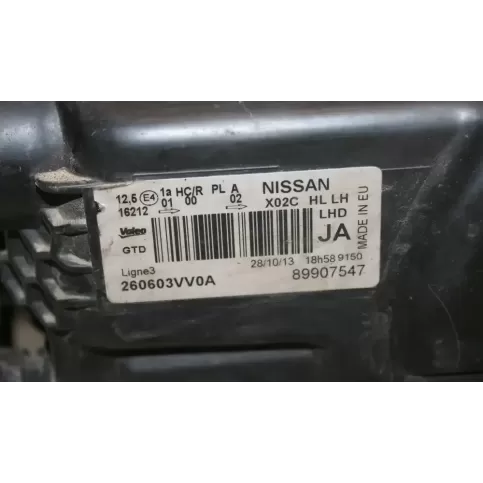 12,5 E4 1a HC/R PL A NISSAN
16212 01 00 02 X02C HL LH
Valeo LHD
GTD JA
MADE IN EU
Ligne3 28/10/13 18h58 9150
260603VV0A 89907547